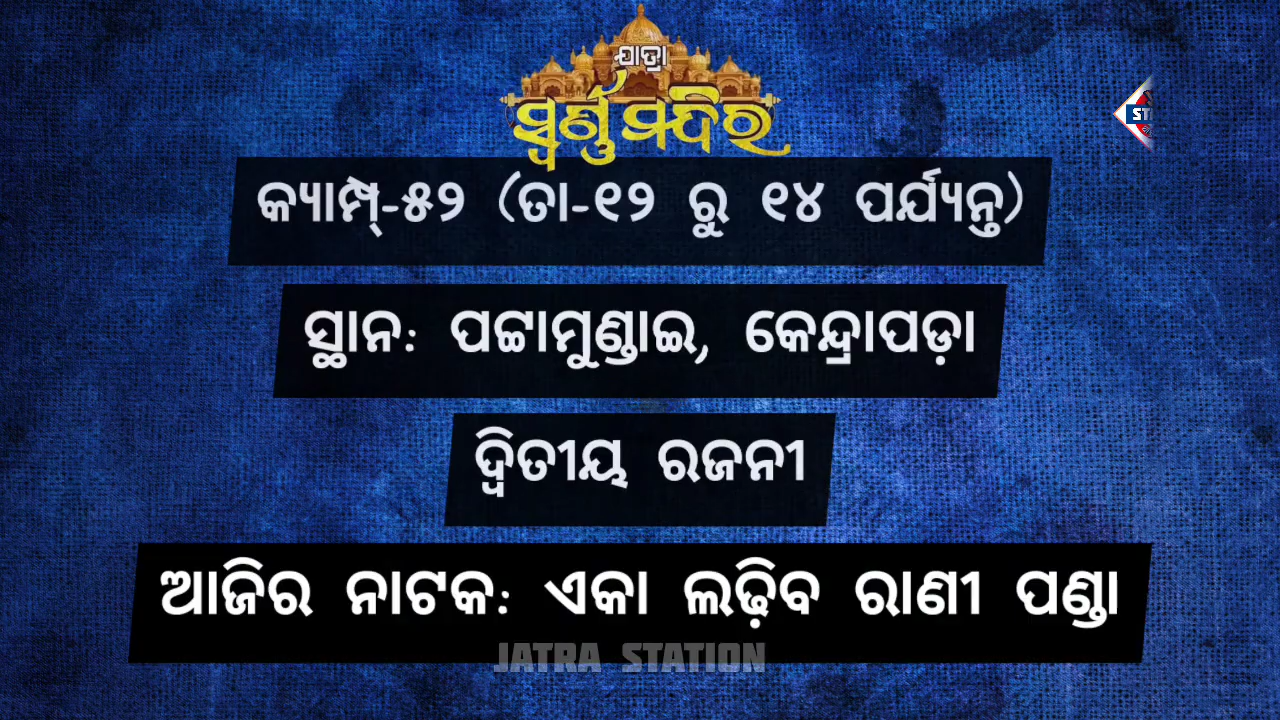 ଯାତ୍ରା
ସ୍ୱର୍ଣ୍ଣ ମନ୍ଦିର
କ୍ୟାମ୍ପ୍-୫୨ (ତା-୧୨ ରୁ ୧୪ ପର୍ଯ୍ୟନ୍ତ)
ସ୍ଥାନ: ପଟ୍ଟାମୁଣ୍ଡାଇ, କେନ୍ଦ୍ରାପଡ଼ା
ଦ୍ୱିତୀୟ ରଜନୀ
ଆଜିର ନାଟକ: ଏକା ଲଢ଼ିବ ରାଣୀ ପଣ୍ଡା
JATRA STATION